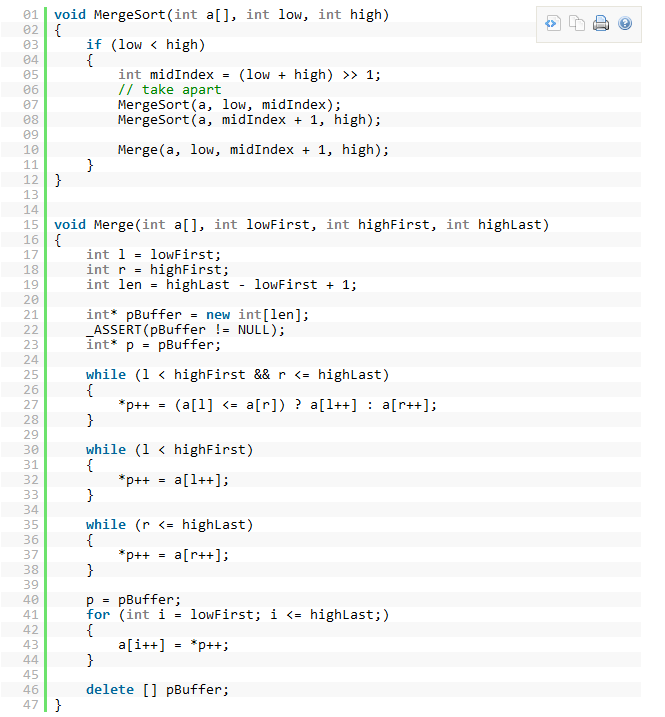 01 void MergeSort(int a[], int low, int high)
02 {
03     if (low < high)
04     {
05         int midIndex = (low + high) >> 1;
06         // take apart
07         MergeSort(a, low, midIndex);
08         MergeSort(a, midIndex + 1, high);
09
10         Merge(a, low, midIndex + 1, high);
11     }
12 }
13
14
15 void Merge(int a[], int lowFirst, int highFirst, int highLast)
16 {
17     int l = lowFirst;
18     int r = highFirst;
19     int len = highLast - lowFirst + 1;
20
21     int* pBuffer = new int[len];
22     _ASSERT(pBuffer != NULL);
23     int* p = pBuffer;
24
25     while (l < highFirst && r <= highLast)
26     {
27         *p++ = (a[l] <= a[r]) ? a[l++] : a[r++];
28     }
29
30     while (l < highFirst)
31     {
32         *p++ = a[l++];
33     }
34
35     while (r <= highLast)
36     {
37         *p++ = a[r++];
38     }
39
40     p = pBuffer;
41     for (int i = lowFirst; i <= highLast;)
42     {
43         a[i++] = *p++;
44     }
45
46     delete [] pBuffer;
47 }